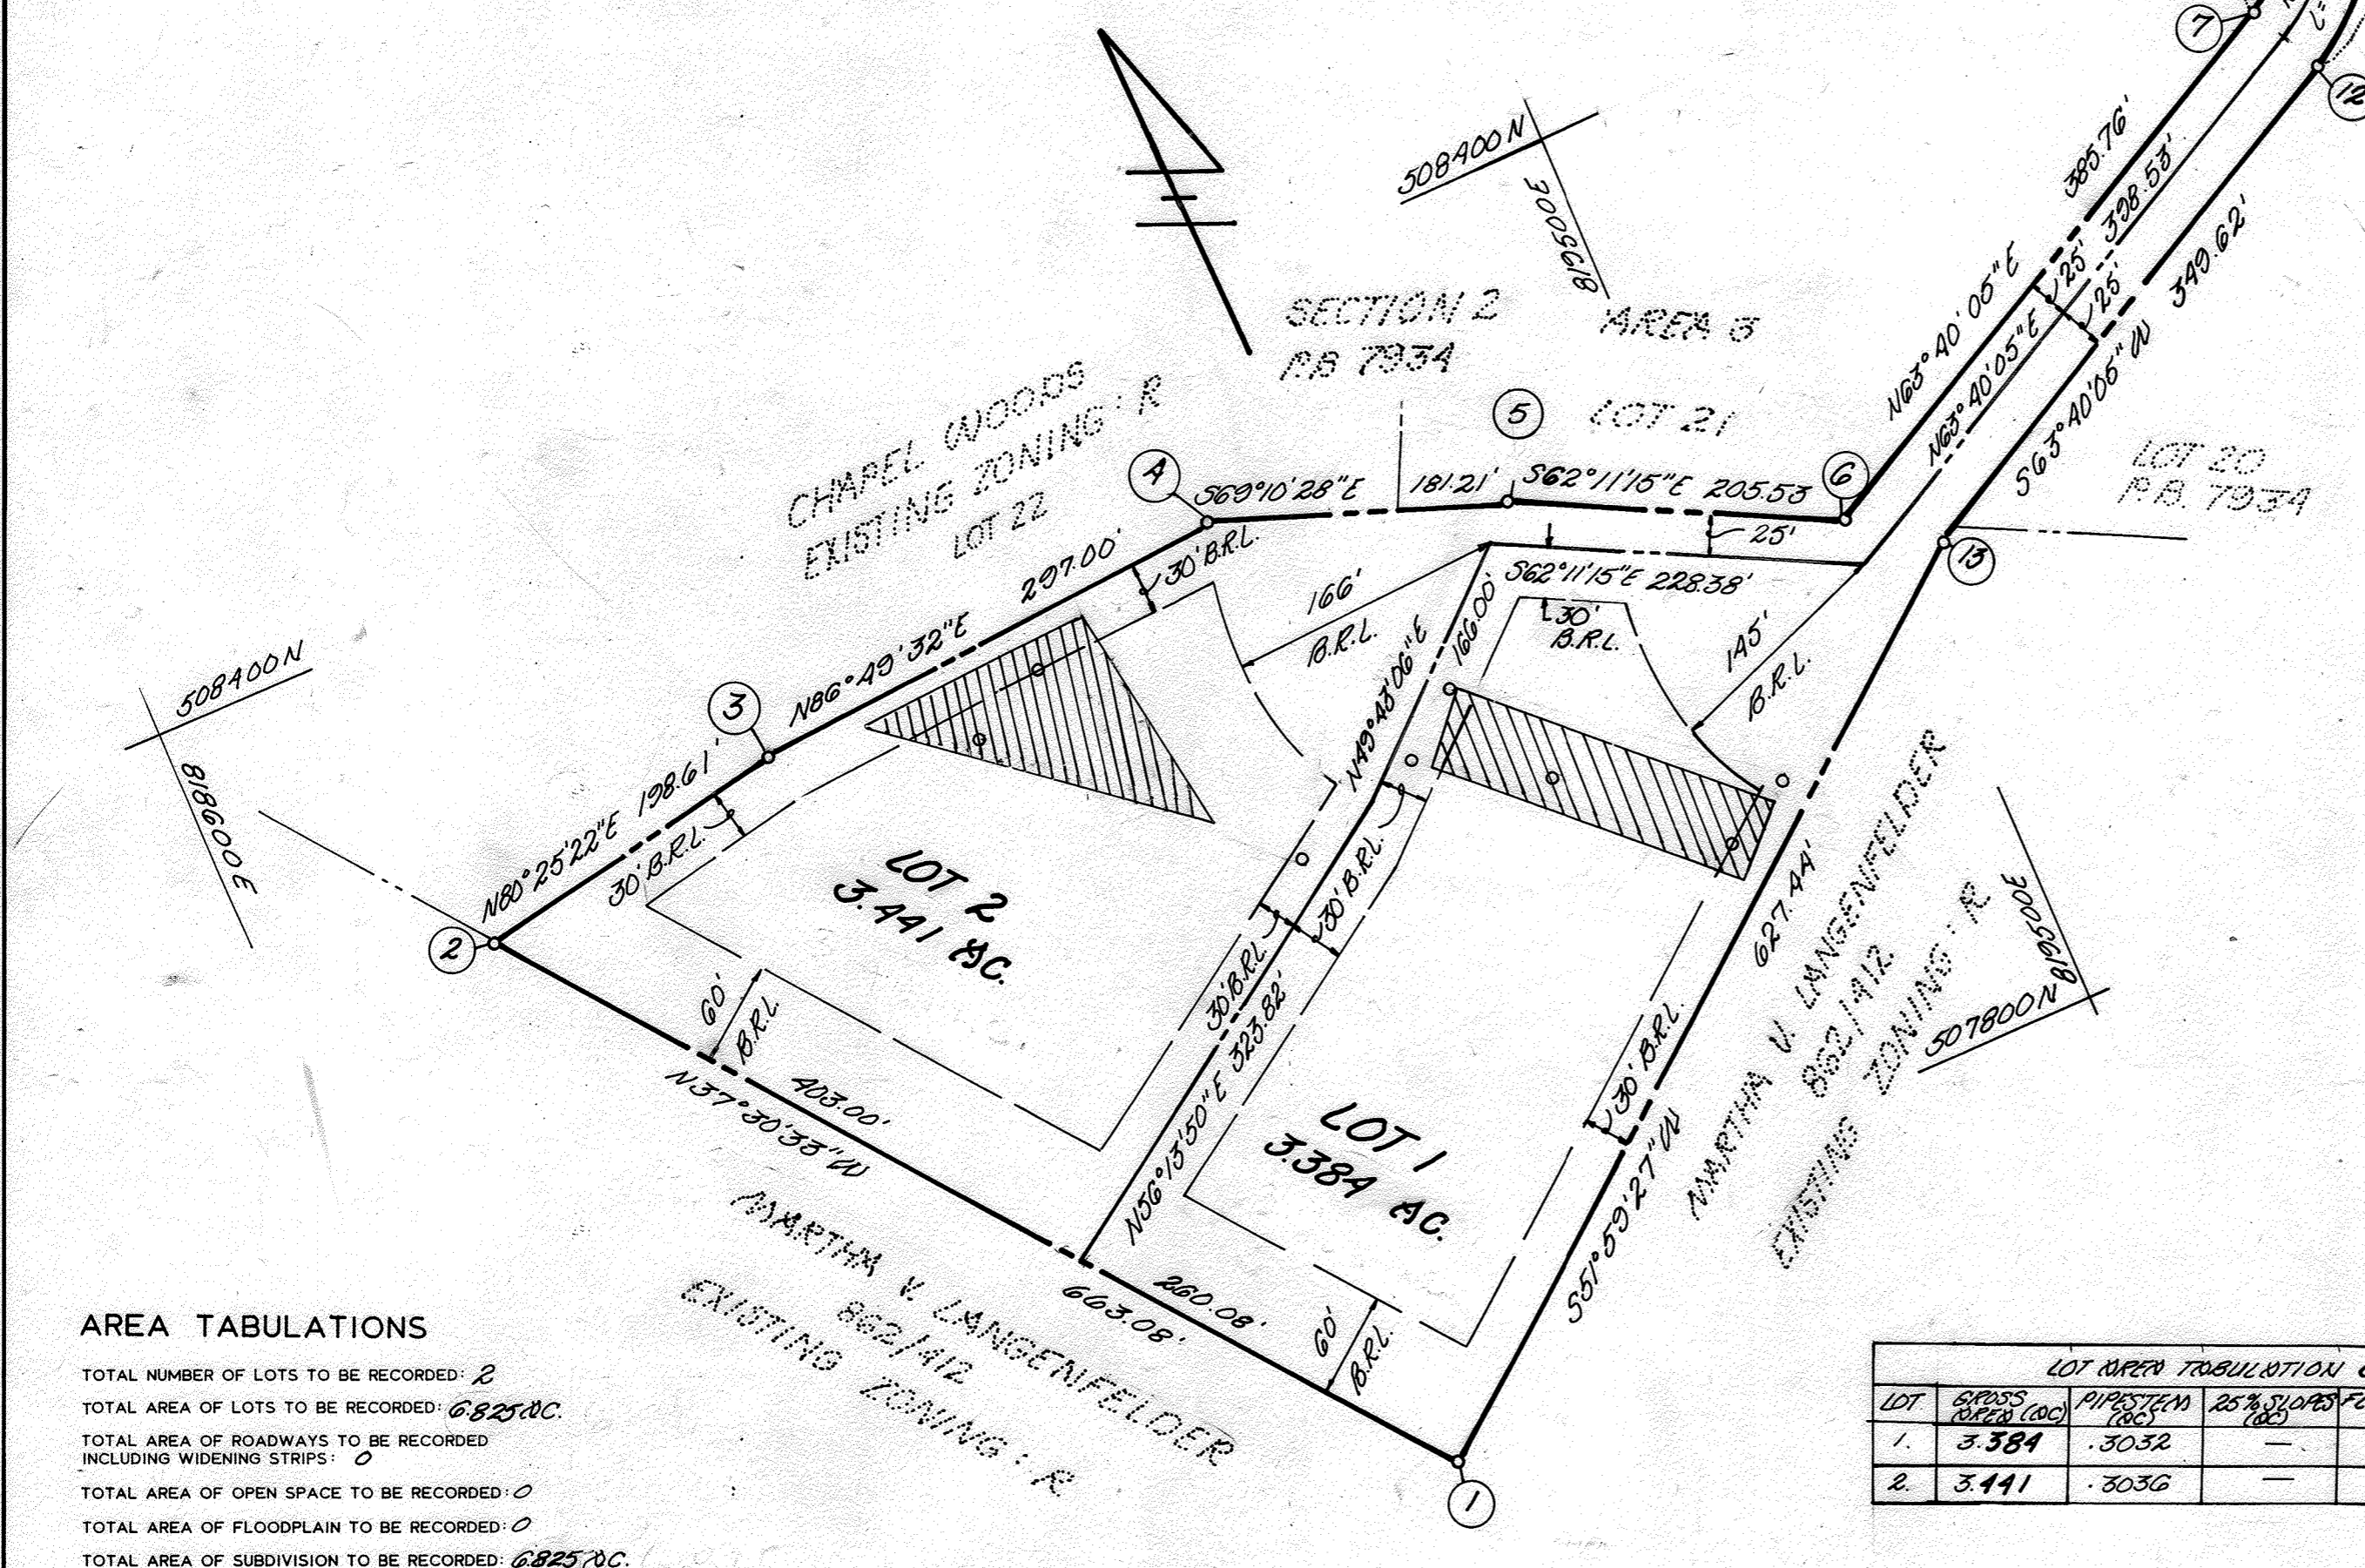 7
12
508400N
819500E
385.76'
398.53'
349.62'
25'
25'
N63°40'05"E
N63°40'05"E
S63°40'05"W
SECTION 2
AREA 3
P.B. 7934
LOT 21
CHAPEL WOODS
EXISTING ZONING : R
LOT 22
4
5
6
S69°10'28"E
181.21'
S62°11'15"E 205.53
25'
LOT 20
P.B. 7934
13
297.00'
N86°49'32"E
30' B.R.L.
166'
B.R.L.
S62°11'15"E 228.38'
30'
B.R.L.
145'
B.R.L.
166.00'
N49°43'06"E
508400N
818600E
3
N80°25'22"E 198.61'
30' B.R.L.
2
LOT 2
3.441 AC.
30' B.R.L.
30' B.R.L.
30' B.R.L.
N56°13'50"E 323.82'
627.44'
S51°59'27"W
30' B.R.L.
MARTHA V. LANGENFELDER
862/412
EXISTING ZONING : R
819500E
507800N
60'
B.R.L.
403.00'
N37°30'33"W
LOT 1
3.384 AC.
260.08'
663.08'
60'
B.R.L.
MARTHA V. LANGENFELDER
862/412
EXISTING ZONING : R
1
AREA TABULATIONS
TOTAL NUMBER OF LOTS TO BE RECORDED: 2
TOTAL AREA OF LOTS TO BE RECORDED: 6.825 AC.
TOTAL AREA OF ROADWAYS TO BE RECORDED
INCLUDING WIDENING STRIPS: 0
TOTAL AREA OF OPEN SPACE TO BE RECORDED: 0
TOTAL AREA OF FLOODPLAIN TO BE RECORDED: 0
TOTAL AREA OF SUBDIVISION TO BE RECORDED: 6.825 AC.
LOT AREA TABULATION
LOT GROSS AREA (AC) PIPESTEM (AC) 25% SLOPES (AC)
1. 3.384 .3032 —
2. 3.441 .3036 —